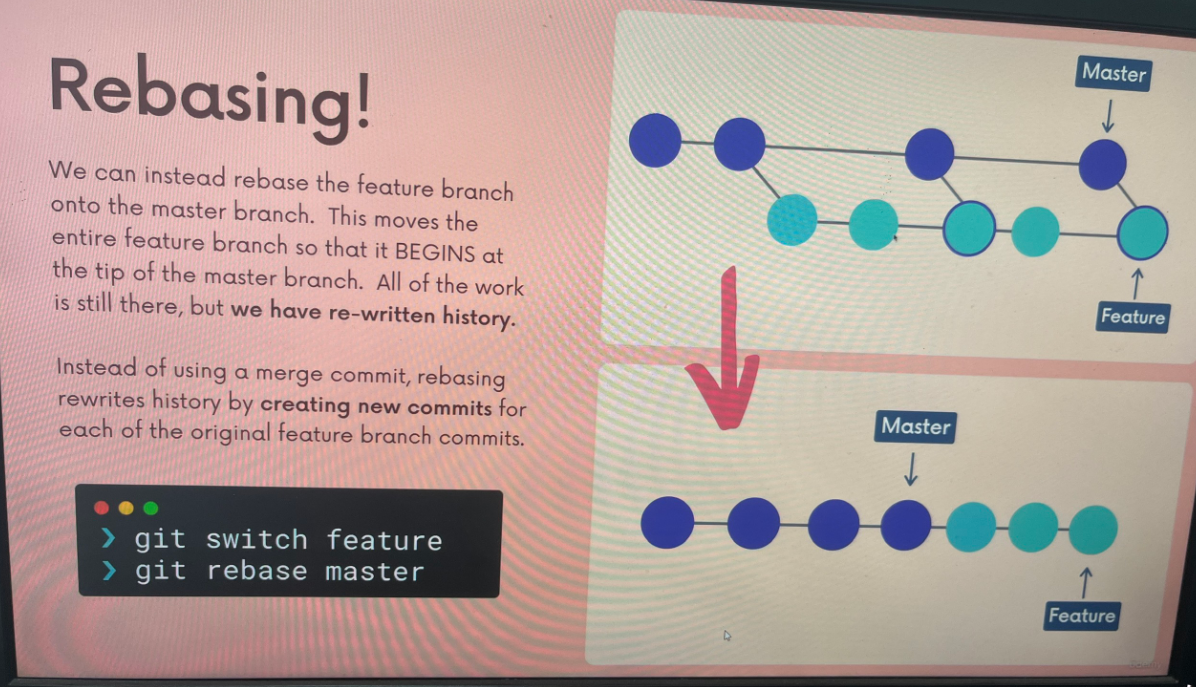 Rebasing!
We can instead rebase the feature branch
onto the master branch. This moves the
entire feature branch so that it BEGINS at
the tip of the master branch. All of the work
is still there, but we have re-written history.
Instead of using a merge commit, rebasing
rewrites history by creating new commits for
each of the original feature branch commits.
❯ git switch feature
❯ git rebase master
Master
Feature
Master
Feature